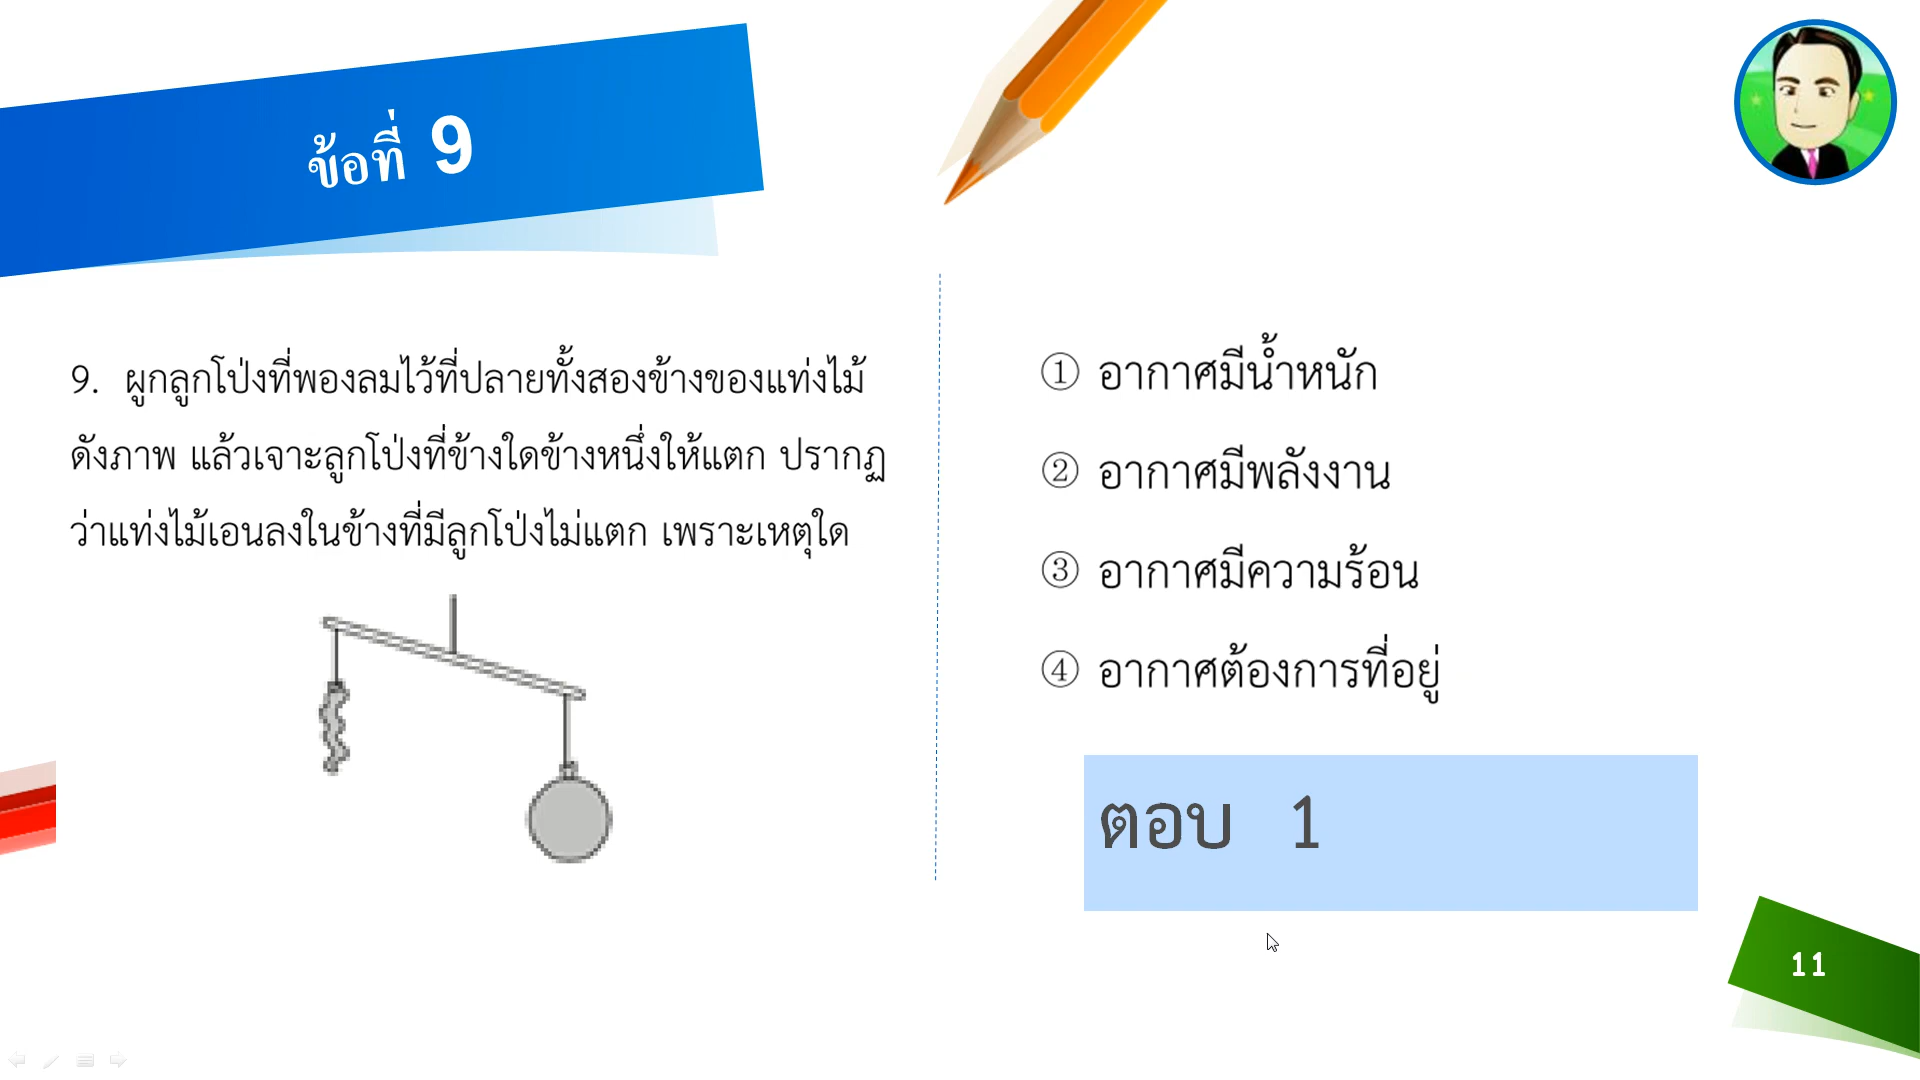 ข้อที่ 9
9. ผูกลูกโป่งที่พองลมไว้ที่ปลายทั้งสองข้างของแท่งไม้
ดังภาพ แล้วเจาะลูกโป่งที่ข้างใดข้างหนึ่งให้แตก ปรากฏ
ว่าแท่งไม้เอนลงในข้างที่มีลูกโป่งไม่แตก เพราะเหตุใด
① อากาศมีน้ำหนัก
② อากาศมีพลังงาน
③ อากาศมีความร้อน
④ อากาศต้องการที่อยู่
ตอบ 1
11